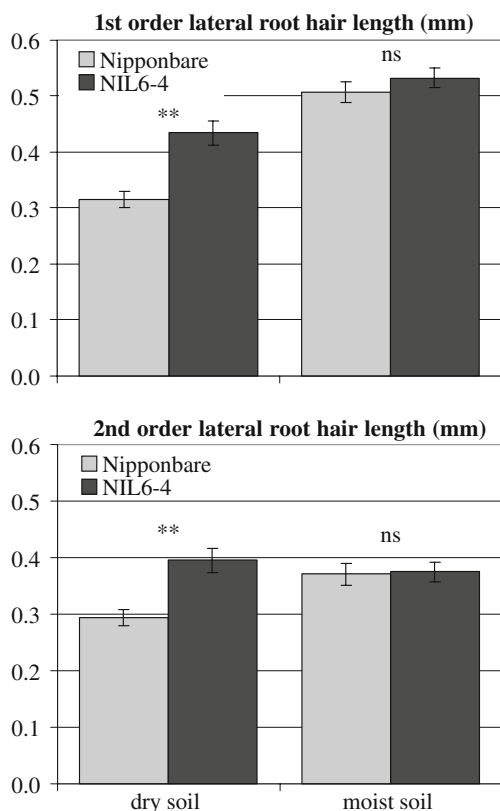 1st order lateral root hair length (mm)
0.6
Nipponbare
NIL6-4
ns
0.5
**
0.4
0.3
0.2
0.1
0.0
2nd order lateral root hair length (mm)
0.6
Nipponbare
NIL6-4
0.5
**
ns
0.4
0.3
0.2
0.1
0.0
dry soil moist soil